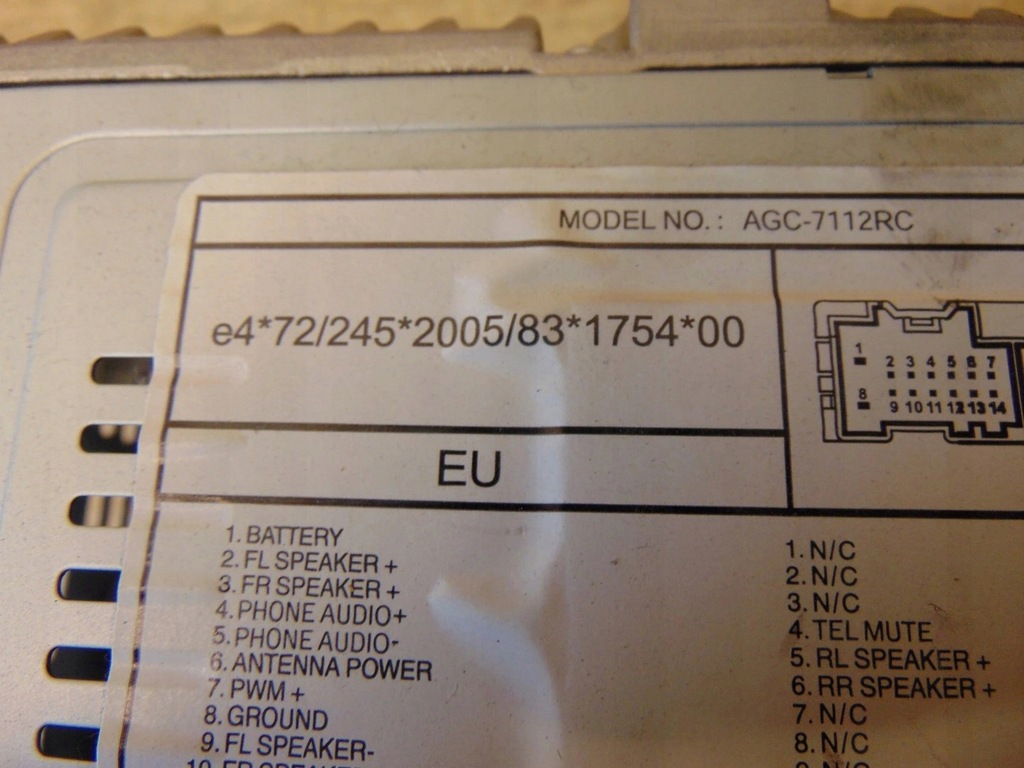 MODEL NO.: AGC-7112RC
e4*72/245*2005/83*1754*00
1
2 3 4 5 6 7
8
9 10 11 12 13 14
EU
1. BATTERY
2. FL SPEAKER +
3. FR SPEAKER +
4. PHONE AUDIO+
5. PHONE AUDIO-
6. ANTENNA POWER
7. PWM +
8. GROUND
9. FL SPEAKER-
1. N/C
2. N/C
3. N/C
4. TEL MUTE
5. RL SPEAKER +
6. RR SPEAKER +
7. N/C
8. N/C